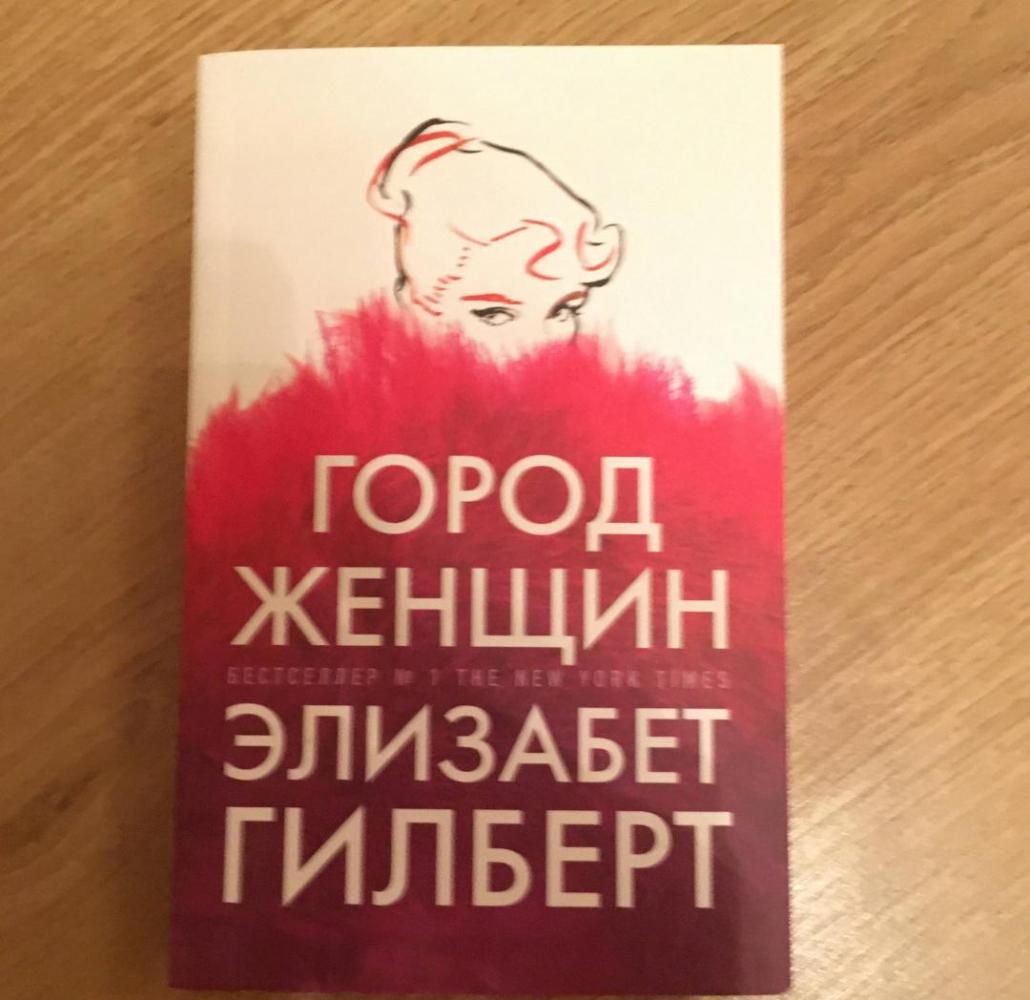 ГОРОД
ЖЕНЩИН
БЕСТСЕЛЛЕР № 1 THE NEW YORK TIMES
ЭЛИЗАБЕТ
ГИЛБЕРТ